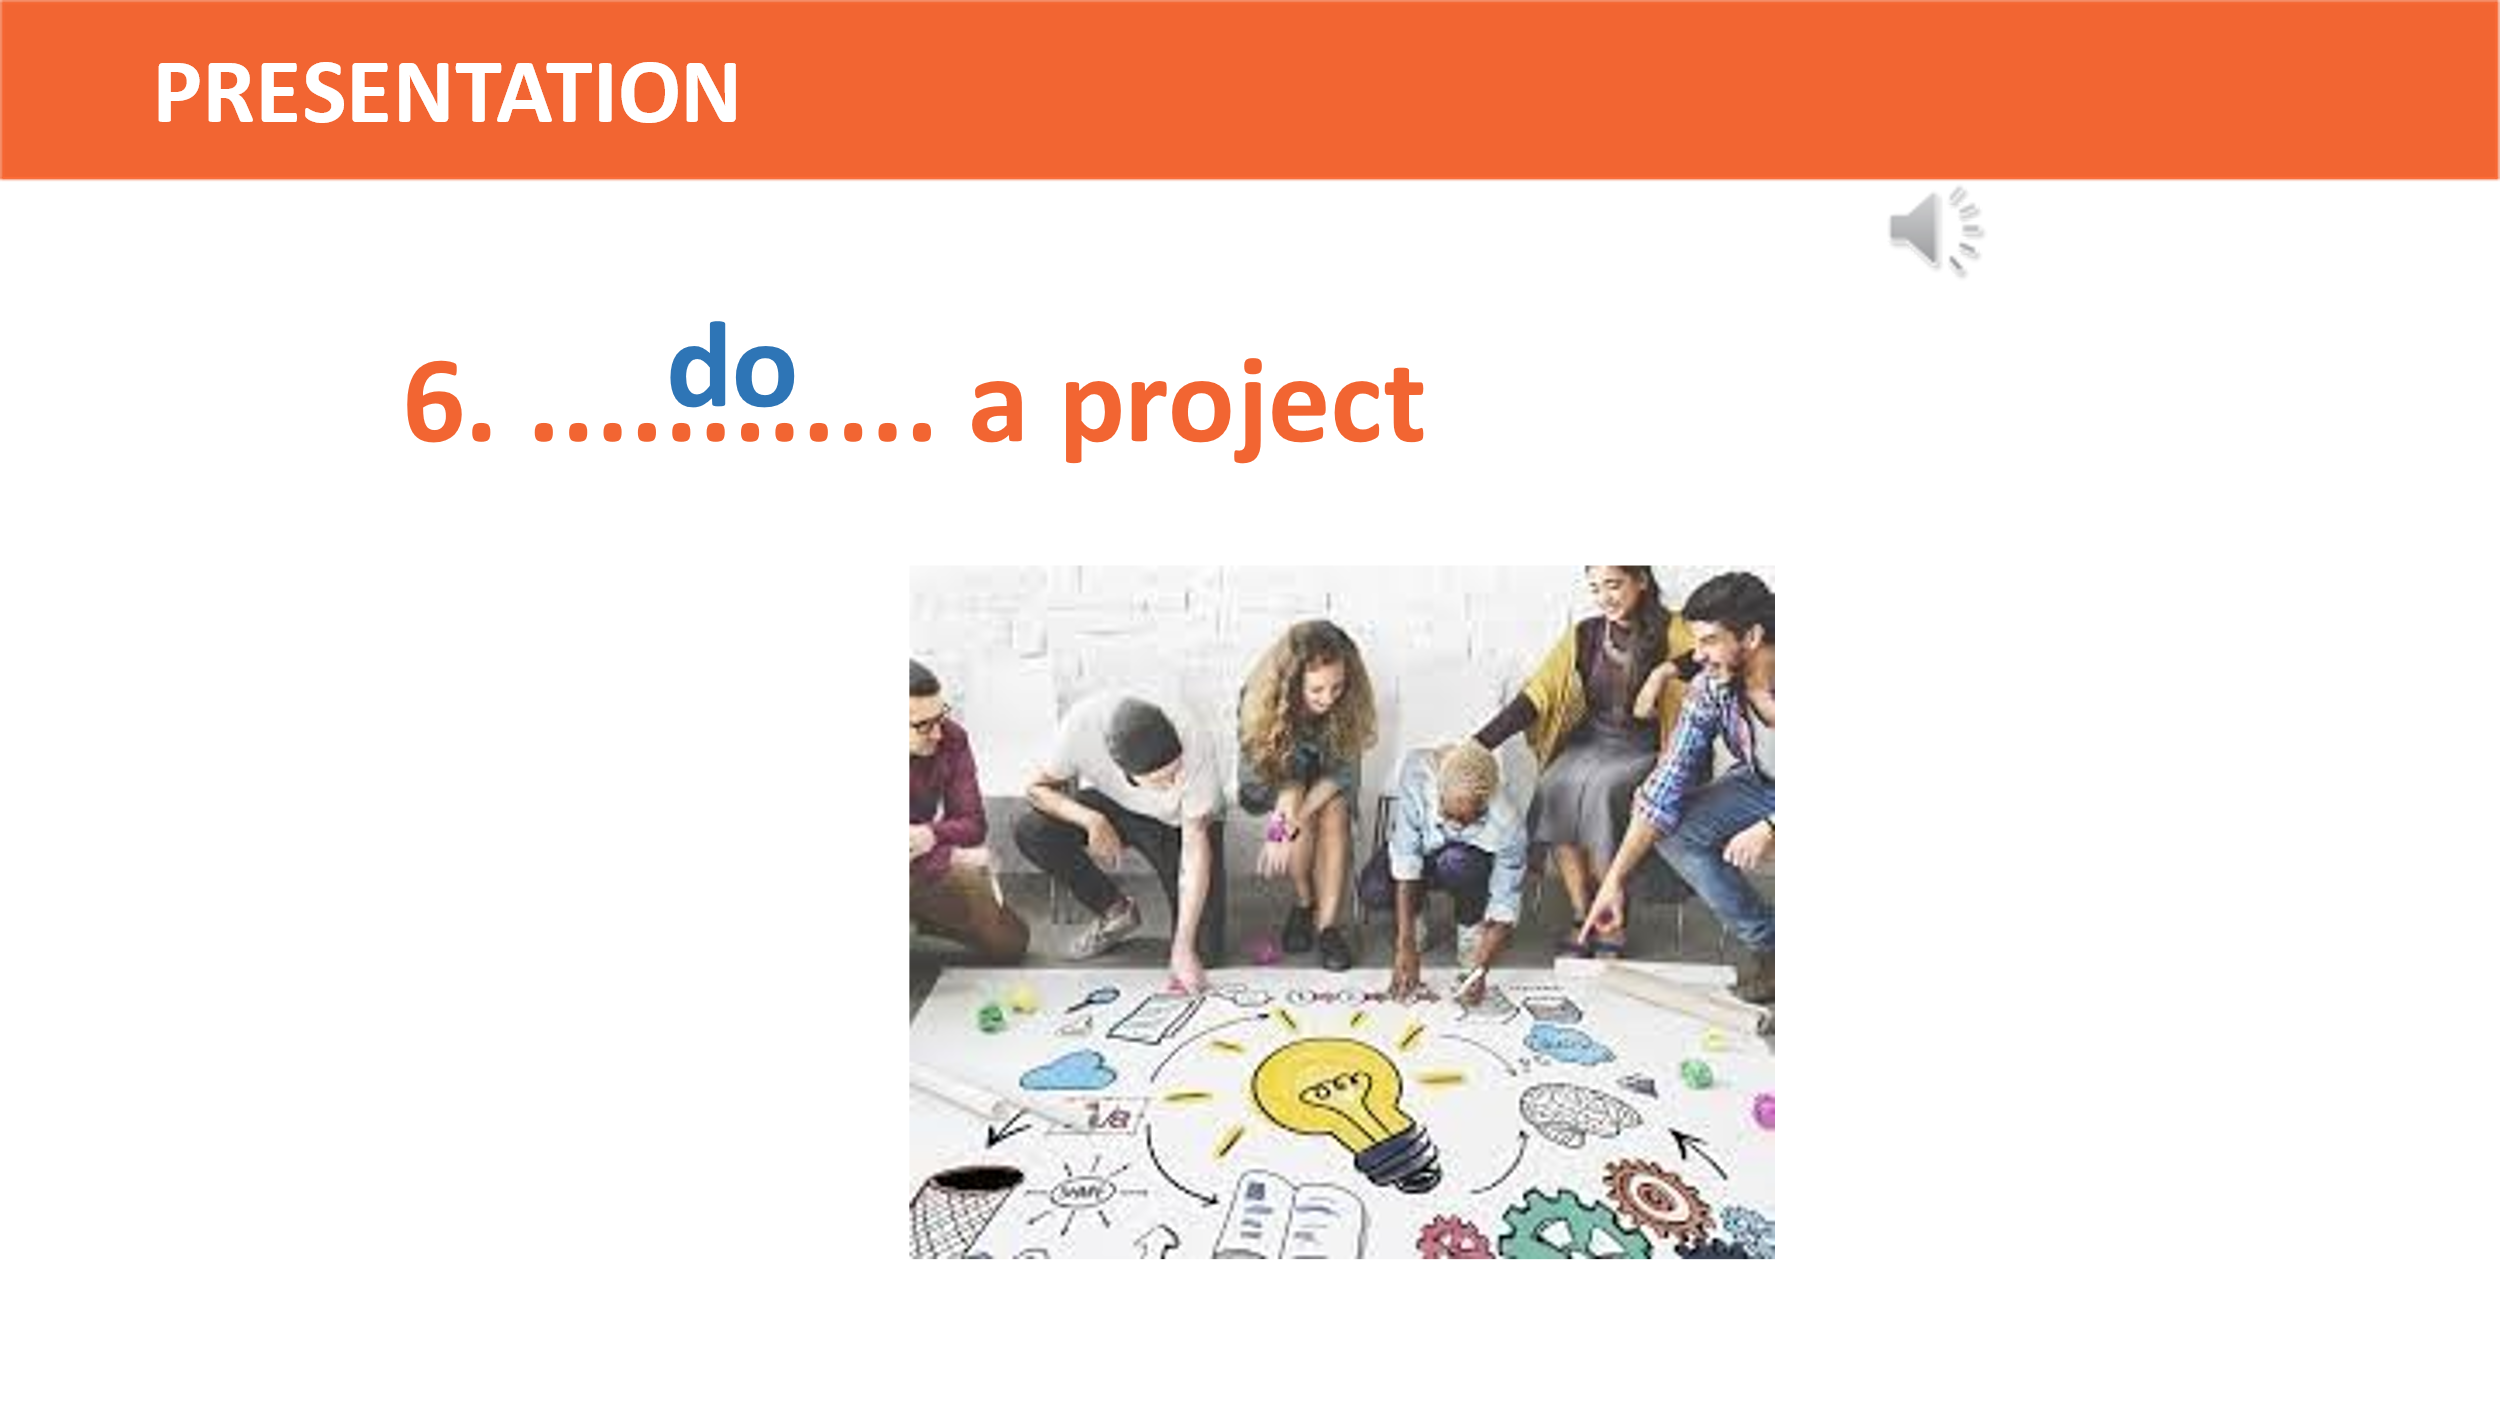 PRESENTATION
6. ............ do a project